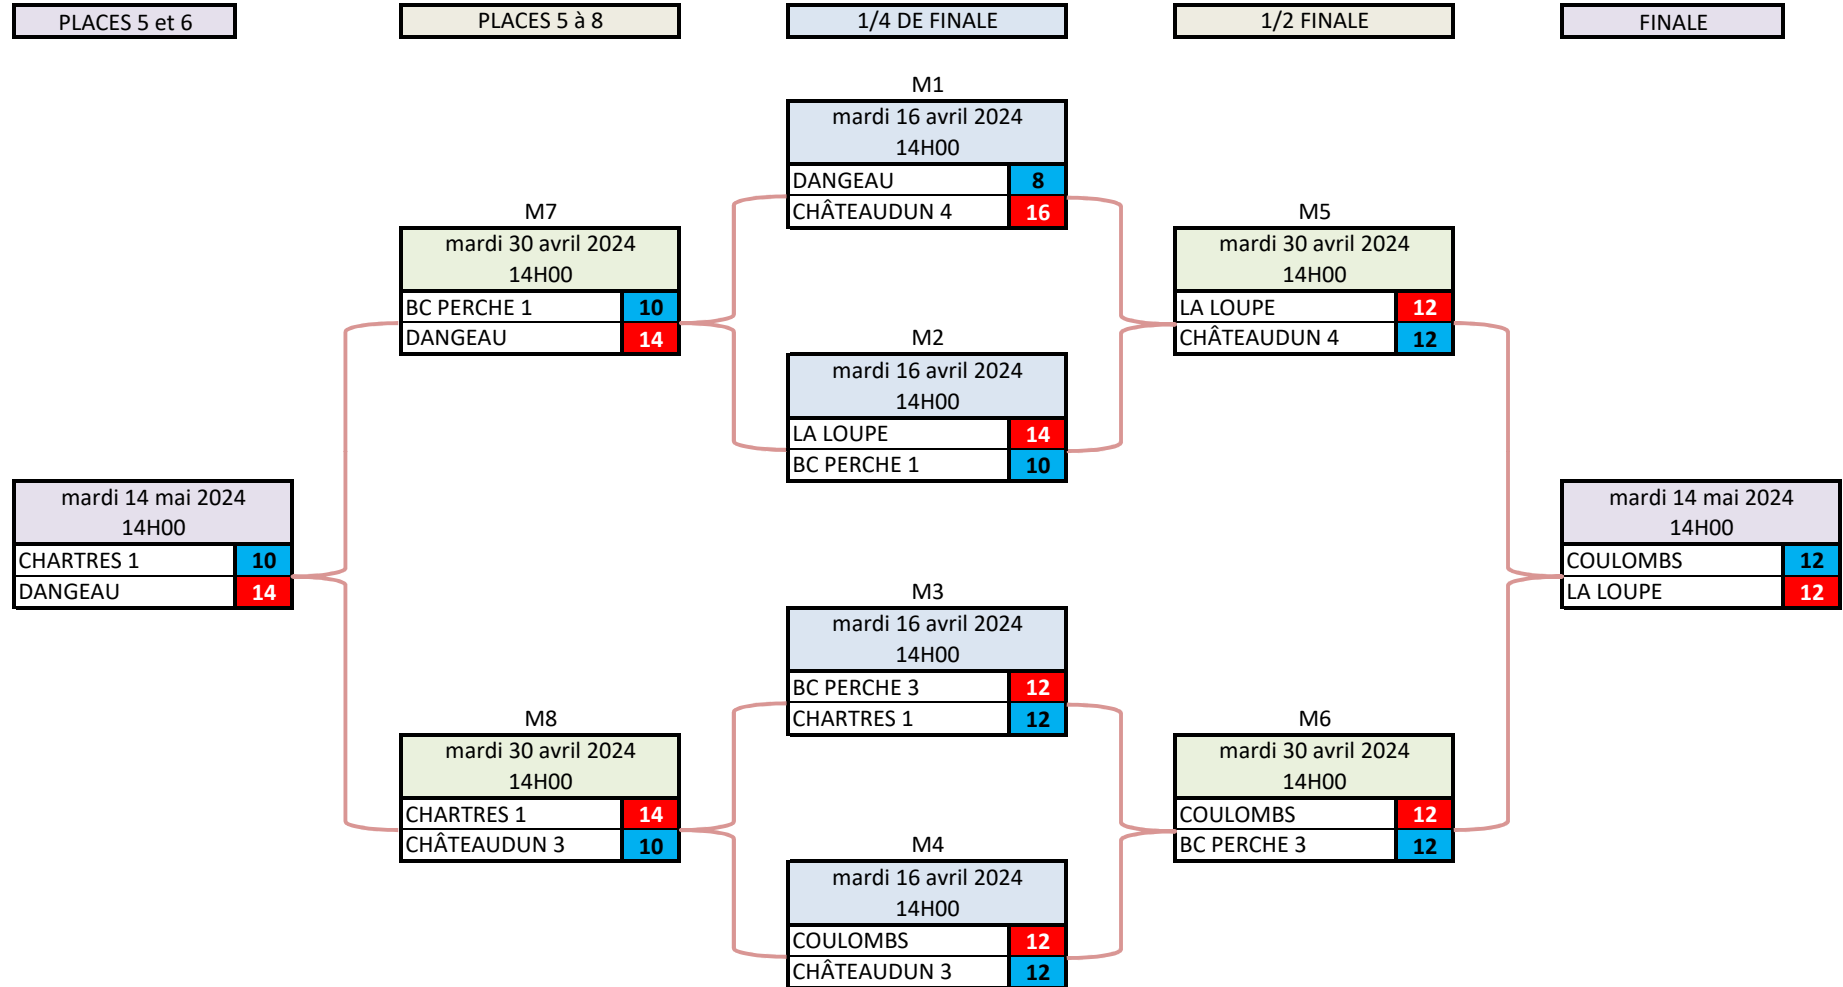 PLACES 5 et 6
PLACES 5 à 8
1/4 DE FINALE
1/2 FINALE
FINALE
M1
mardi 16 avril 2024
14H00
DANGEAU 8
CHÂTEAUDUN 4 16
M7
mardi 30 avril 2024
14H00
BC PERCHE 1 10
DANGEAU 14
M5
mardi 30 avril 2024
14H00
LA LOUPE 12
CHÂTEAUDUN 4 12
M2
mardi 16 avril 2024
14H00
LA LOUPE 14
BC PERCHE 1 10
mardi 14 mai 2024
14H00
CHARTRES 1 10
DANGEAU 14
mardi 14 mai 2024
14H00
COULOMBS 12
LA LOUPE 12
M3
mardi 16 avril 2024
14H00
BC PERCHE 3 12
CHARTRES 1 12
M8
mardi 30 avril 2024
14H00
CHARTRES 1 14
CHÂTEAUDUN 3 10
M6
mardi 30 avril 2024
14H00
COULOMBS 12
BC PERCHE 3 12
M4
mardi 16 avril 2024
14H00
COULOMBS 12
CHÂTEAUDUN 3 12